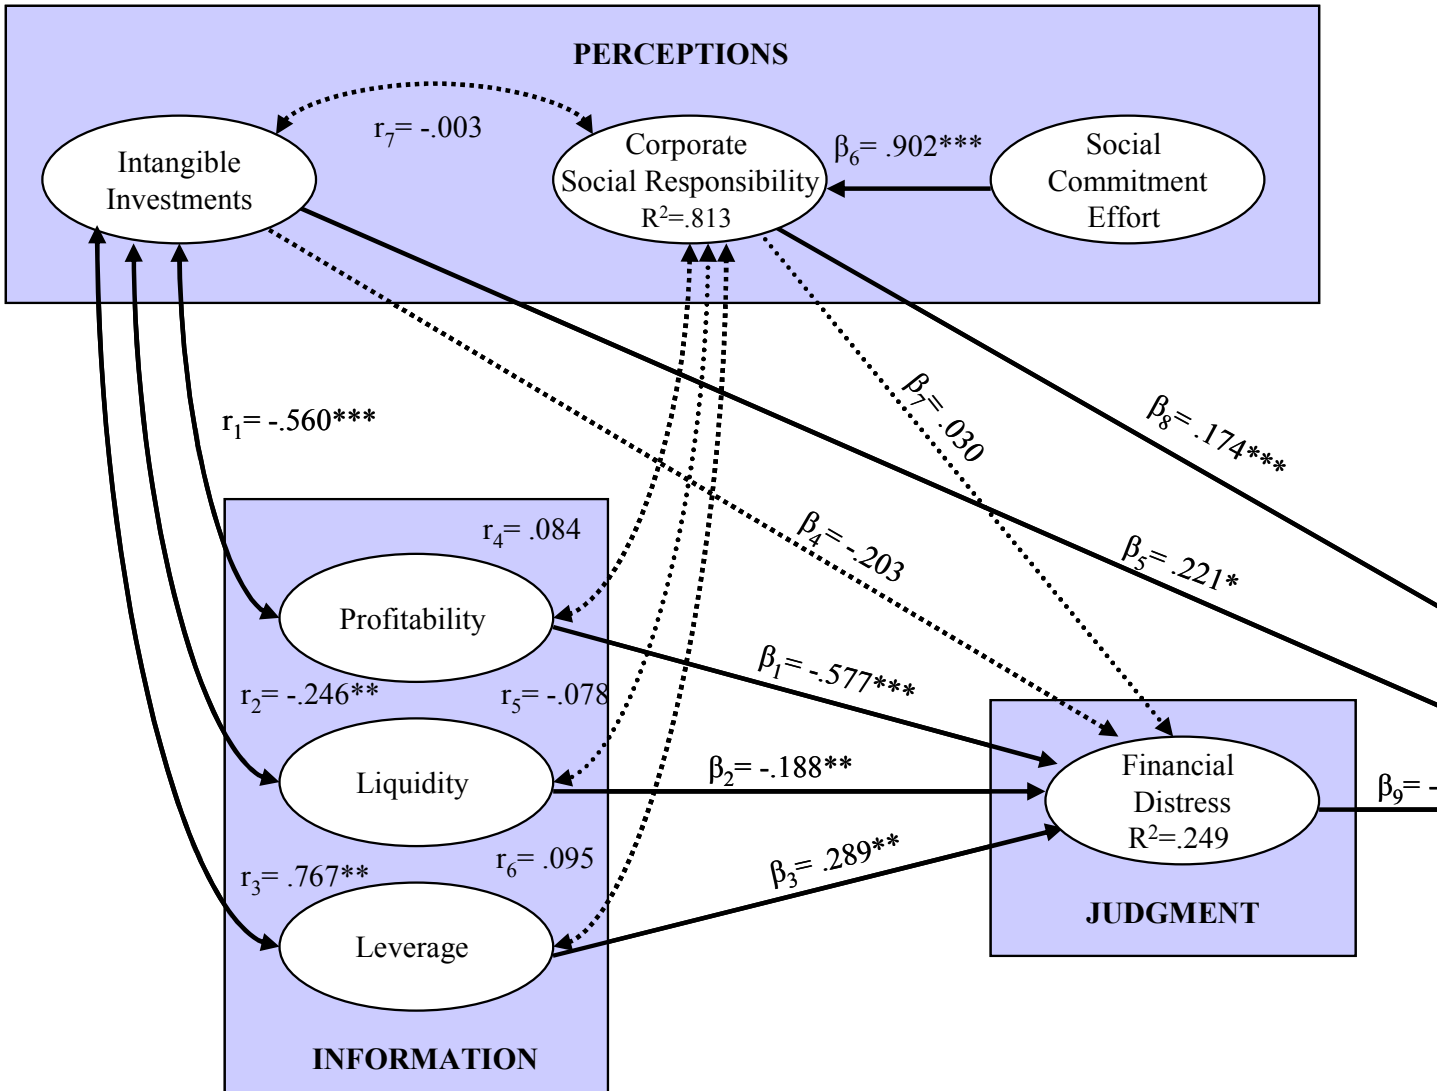 PERCEPTIONS
r7= -.003
Intangible
Investments
Corporate
Social Responsibility
R²=.813
β6= .902***
Social
Commitment
Effort
r1= -.560***
β7= .030
β8= .174***
r4= .084
β4= -.203
β5= .221*
Profitability
β1= -.577***
r2= -.246**
r5= -.078
Liquidity
β2= -.188**
Financial
Distress
R²=.249
β9= -
r6= .095
β3= .289**
r3= .767**
Leverage
JUDGMENT
INFORMATION